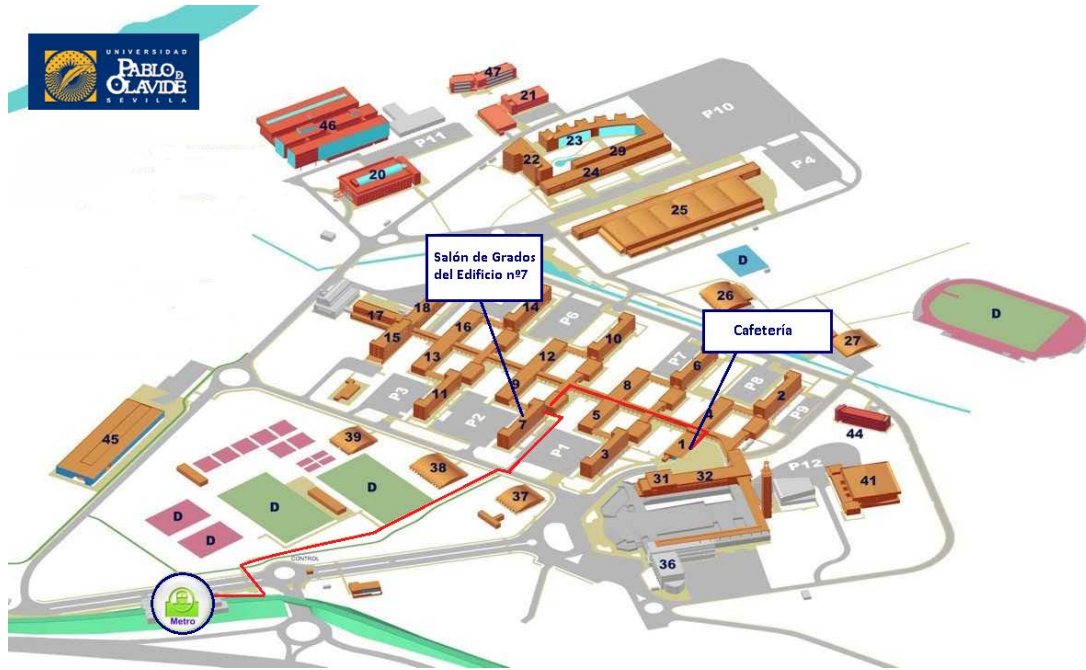 UNIVERSIDAD
PABLO D
OLAVIDE
SEVILLA
47
21
46
P11
P10
23
29
22
24
P4
20
25
D
Salón de Grados
del Edificio nº7
26
14
18
17
16
P6
Cafetería
D
27
15
10
12
13
P7
6
8
P8
9
11
P3
2
4
P2
5
7
P9
44
45
39
1
P1
3
38
31
32
P12
41
D
D
37
D
D
36
CONTROL
Metro